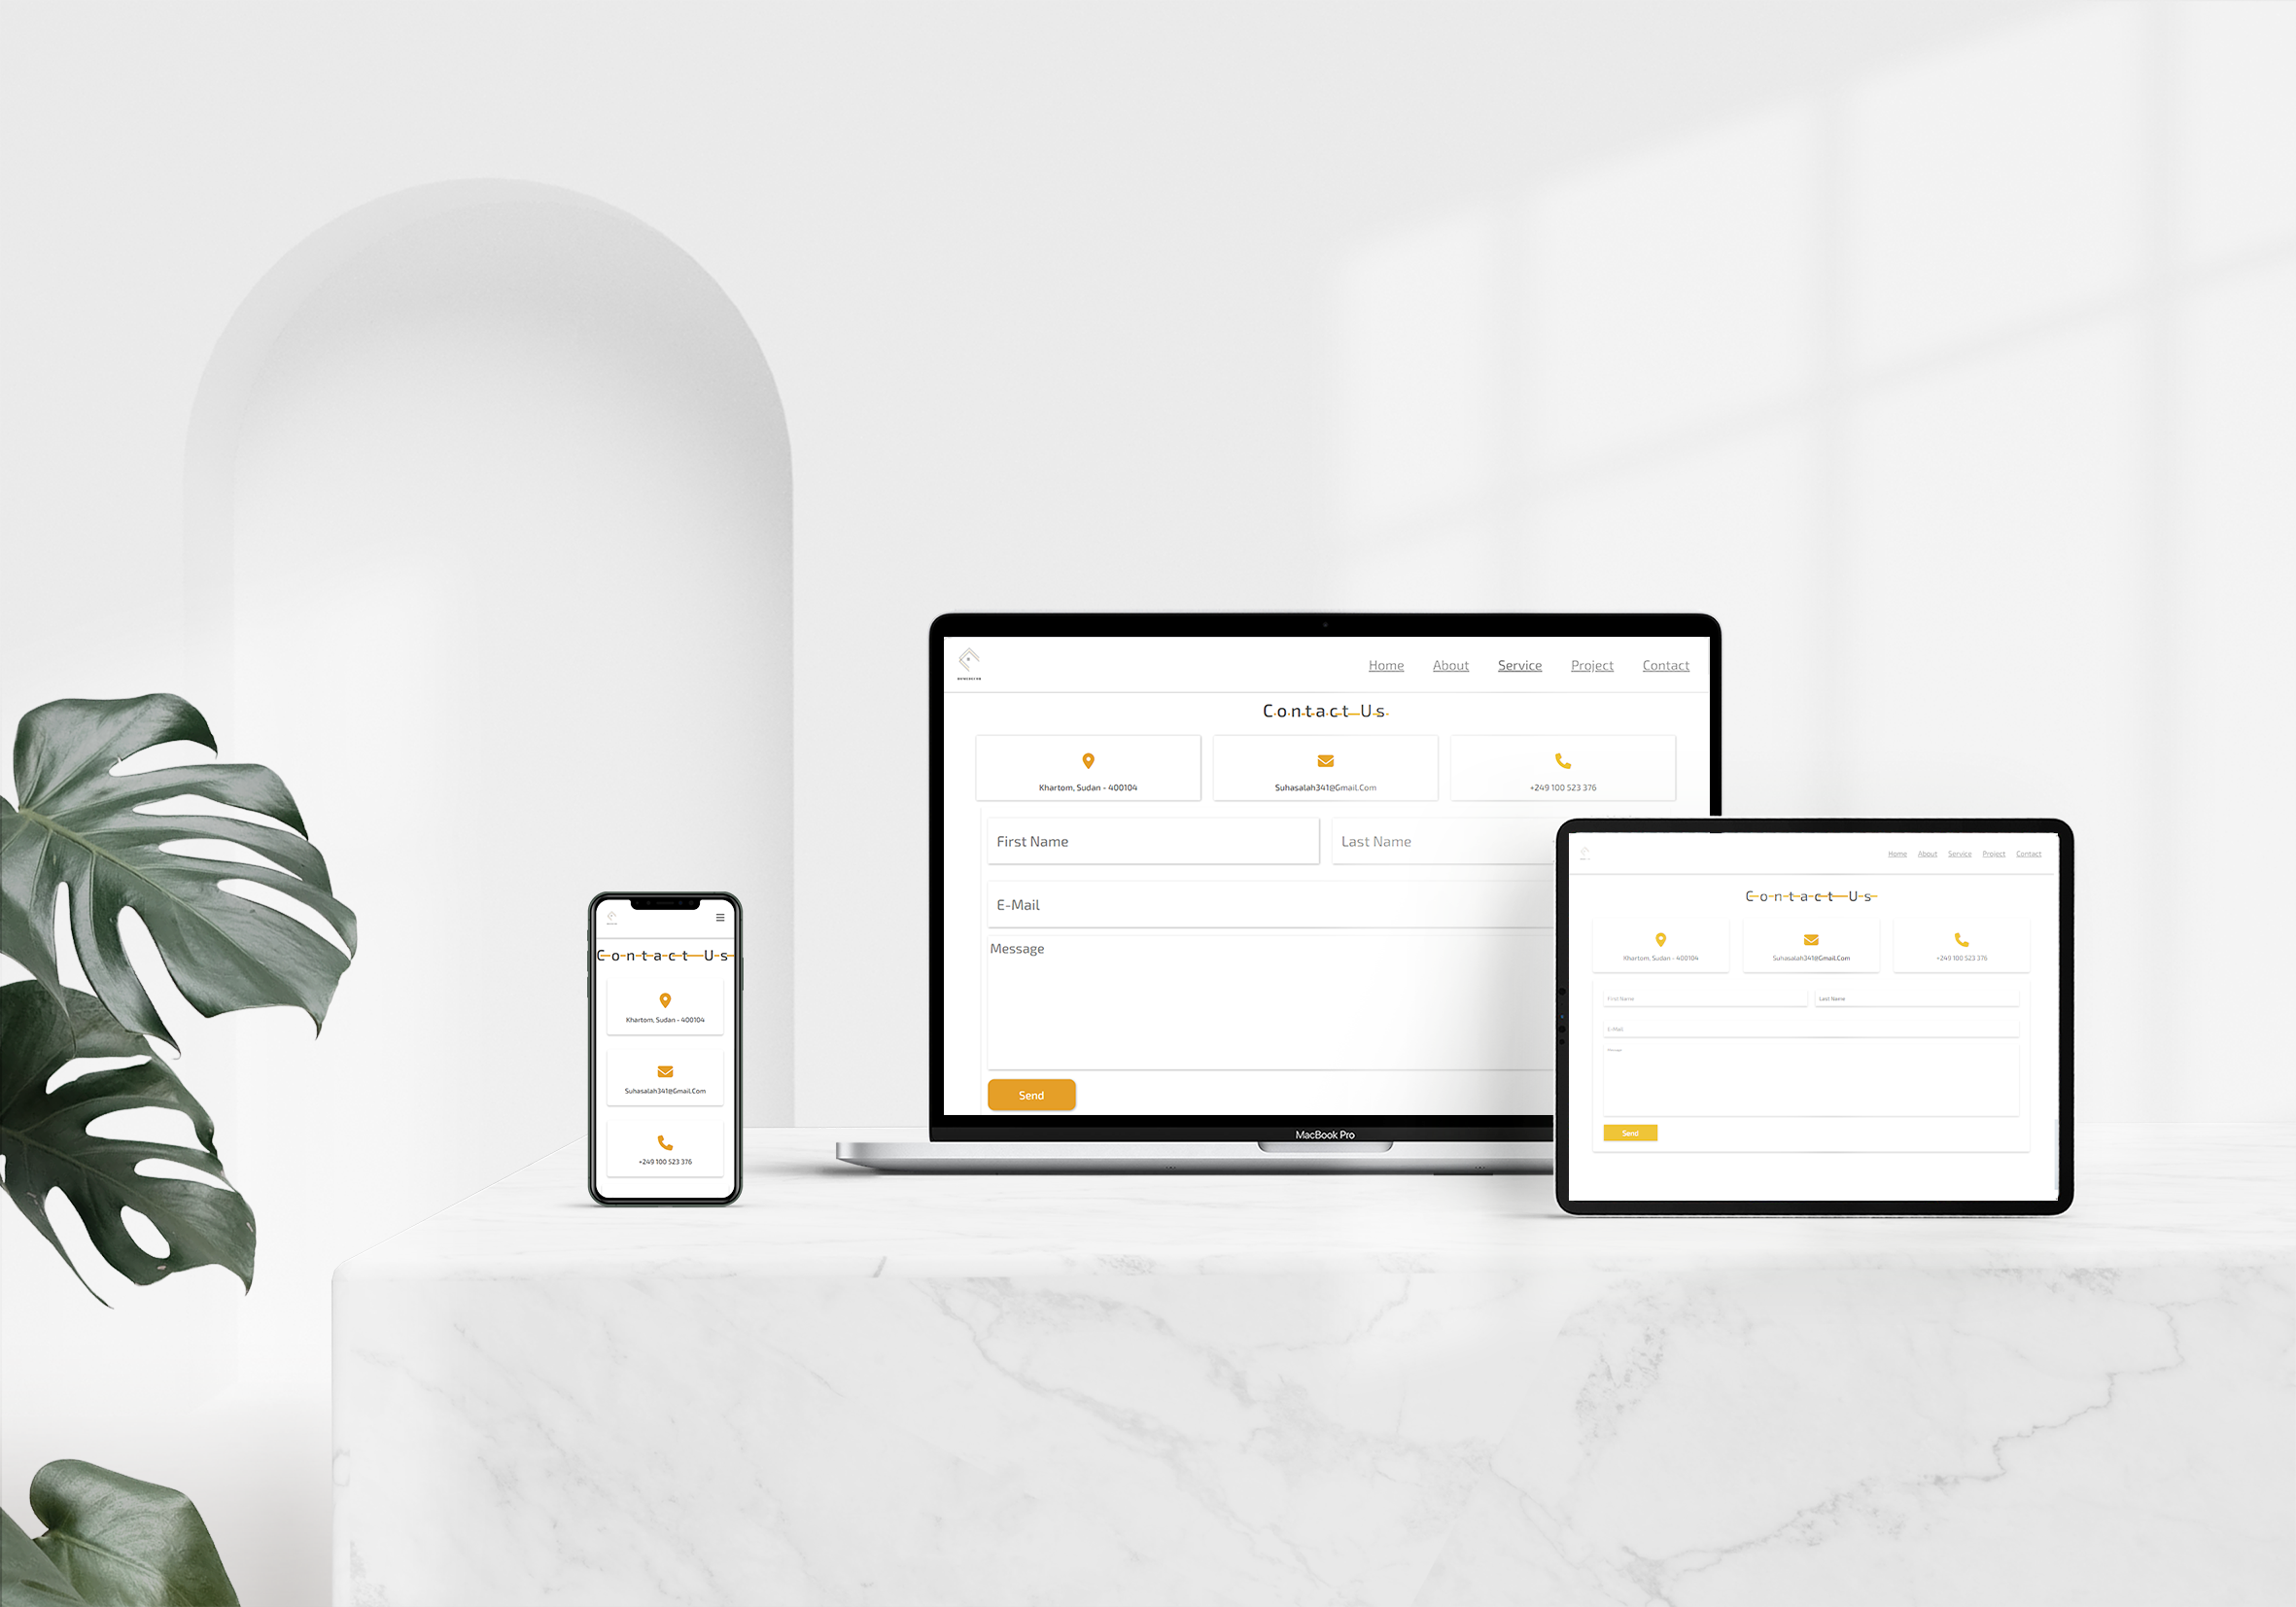 Home About Service Project Contact
Contact Us
Khartom, Sudan - 400104
Suhasalah341@Gmail.Com
+249 100 523 376
First Name
Last Name
E-Mail
Message
Send
MacBook Pro
Contact Us
Khartom, Sudan - 400104
Suhasalah341@Gmail.Com
+249 100 523 376
Home About Service Project Contact
Contact Us
Khartom, Sudan - 400104
Suhasalah341@Gmail.Com
+249 100 523 376
First Name
Last Name
E-Mail
Message
Send